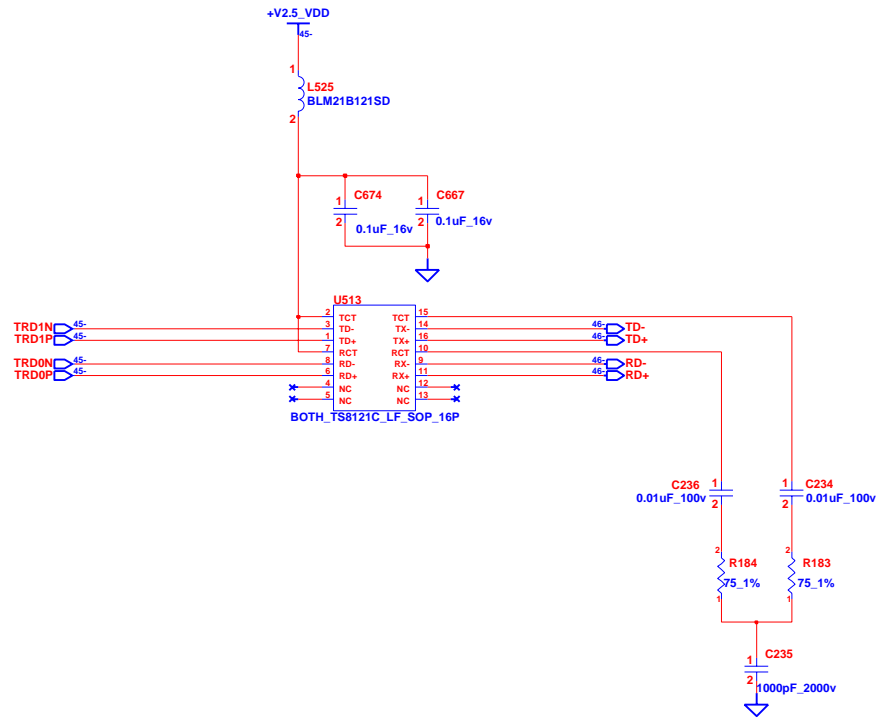 +V2.5_VDD
45-
1
L525
BLM21B121SD
2
C674
C667
1
1
2
2
0.1uF_16v
0.1uF_16v
U513
2 TCT TCT 15
TRD1N 45- 3 TD- TX- 14 46- TD-
TRD1P 45- 1 TD+ TX+ 16 46- TD+
7 RCT RCT 10
TRD0N 45- 8 RD- RX- 9 46- RD-
TRD0P 45- 6 RD+ RX+ 11 46- RD+
4 NC NC 12
5 NC NC 13
BOTH_TS8121C_LF_SOP_16P
C236 1
1 C234
0.01uF_100v
0.01uF_100v
2
2
2
2
R184
R183
75_1%
75_1%
1
1
C235
1
2
1000pF_2000v